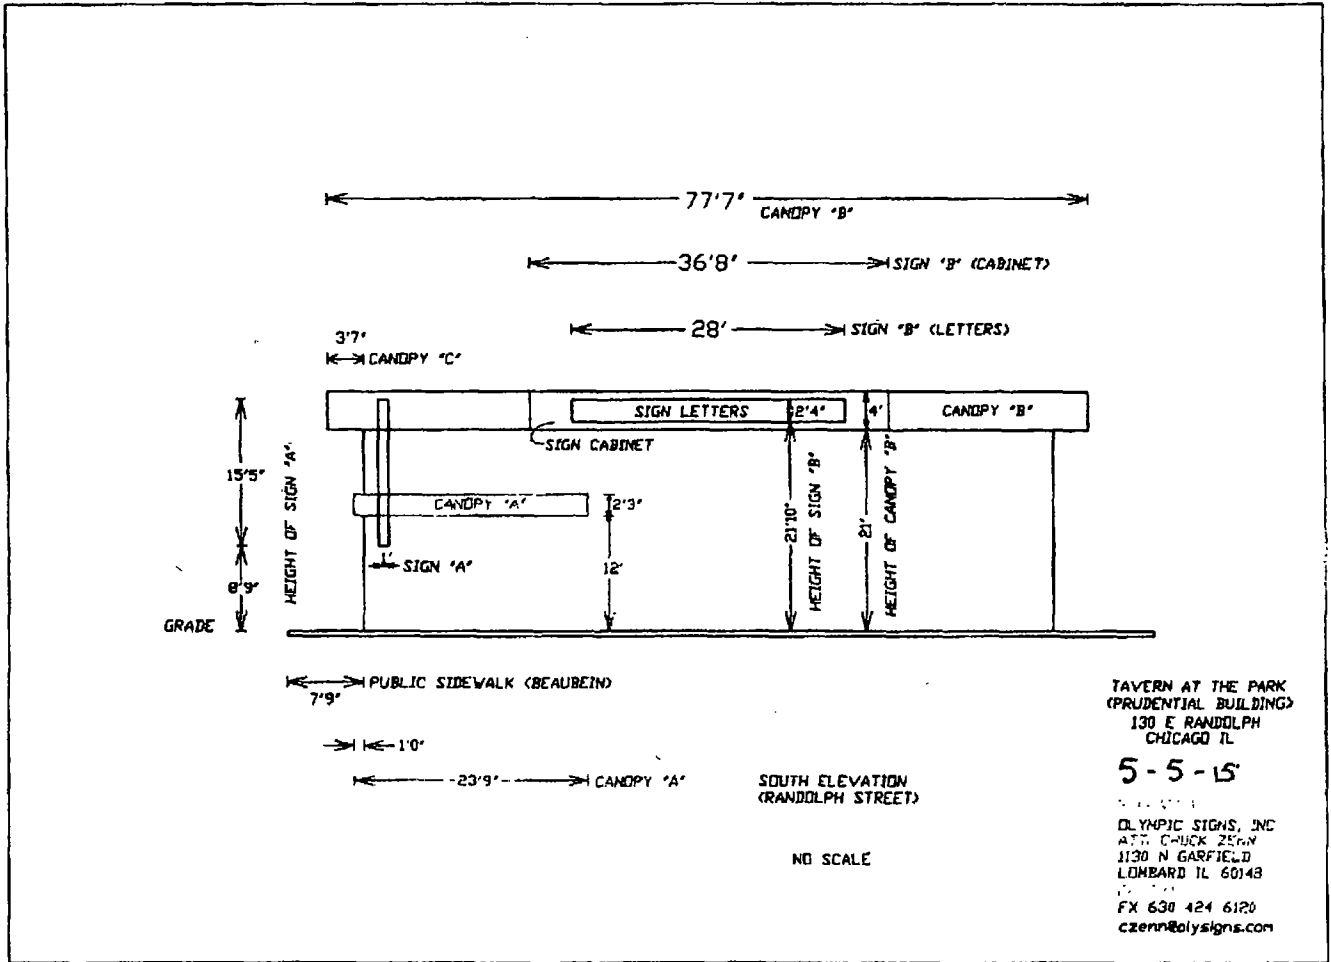 77'7"
CANOPY "B"
36'8"
SIGN "B" (CABINET)
28'
SIGN "B" (LETTERS)
3'7"
CANOPY "C"
SIGN LETTERS
2'4"
4'
CANOPY "B"
SIGN CABINET
15'5"
HEIGHT OF SIGN "A"
CANOPY "A"
2'3"
21'10"
HEIGHT OF SIGN "B"
21'
HEIGHT OF CANOPY "B"
1'
SIGN "A"
12'
8'9"
GRADE
PUBLIC SIDEWALK (BEAUBEIN)
7'9"
1'0"
23'9"
CANOPY "A"
SOUTH ELEVATION
(RANDOLPH STREET)
NO SCALE
TAVERN AT THE PARK
(PRUDENTIAL BUILDING)
130 E RANDOLPH
CHICAGO IL
5-5-15
OLYMPIC SIGNS, INC
ATT. CHUCK ZENN
1130 N GARFIELD
LOMBARD IL 60148
FX 630 424 6120
czenn@olysigns.com